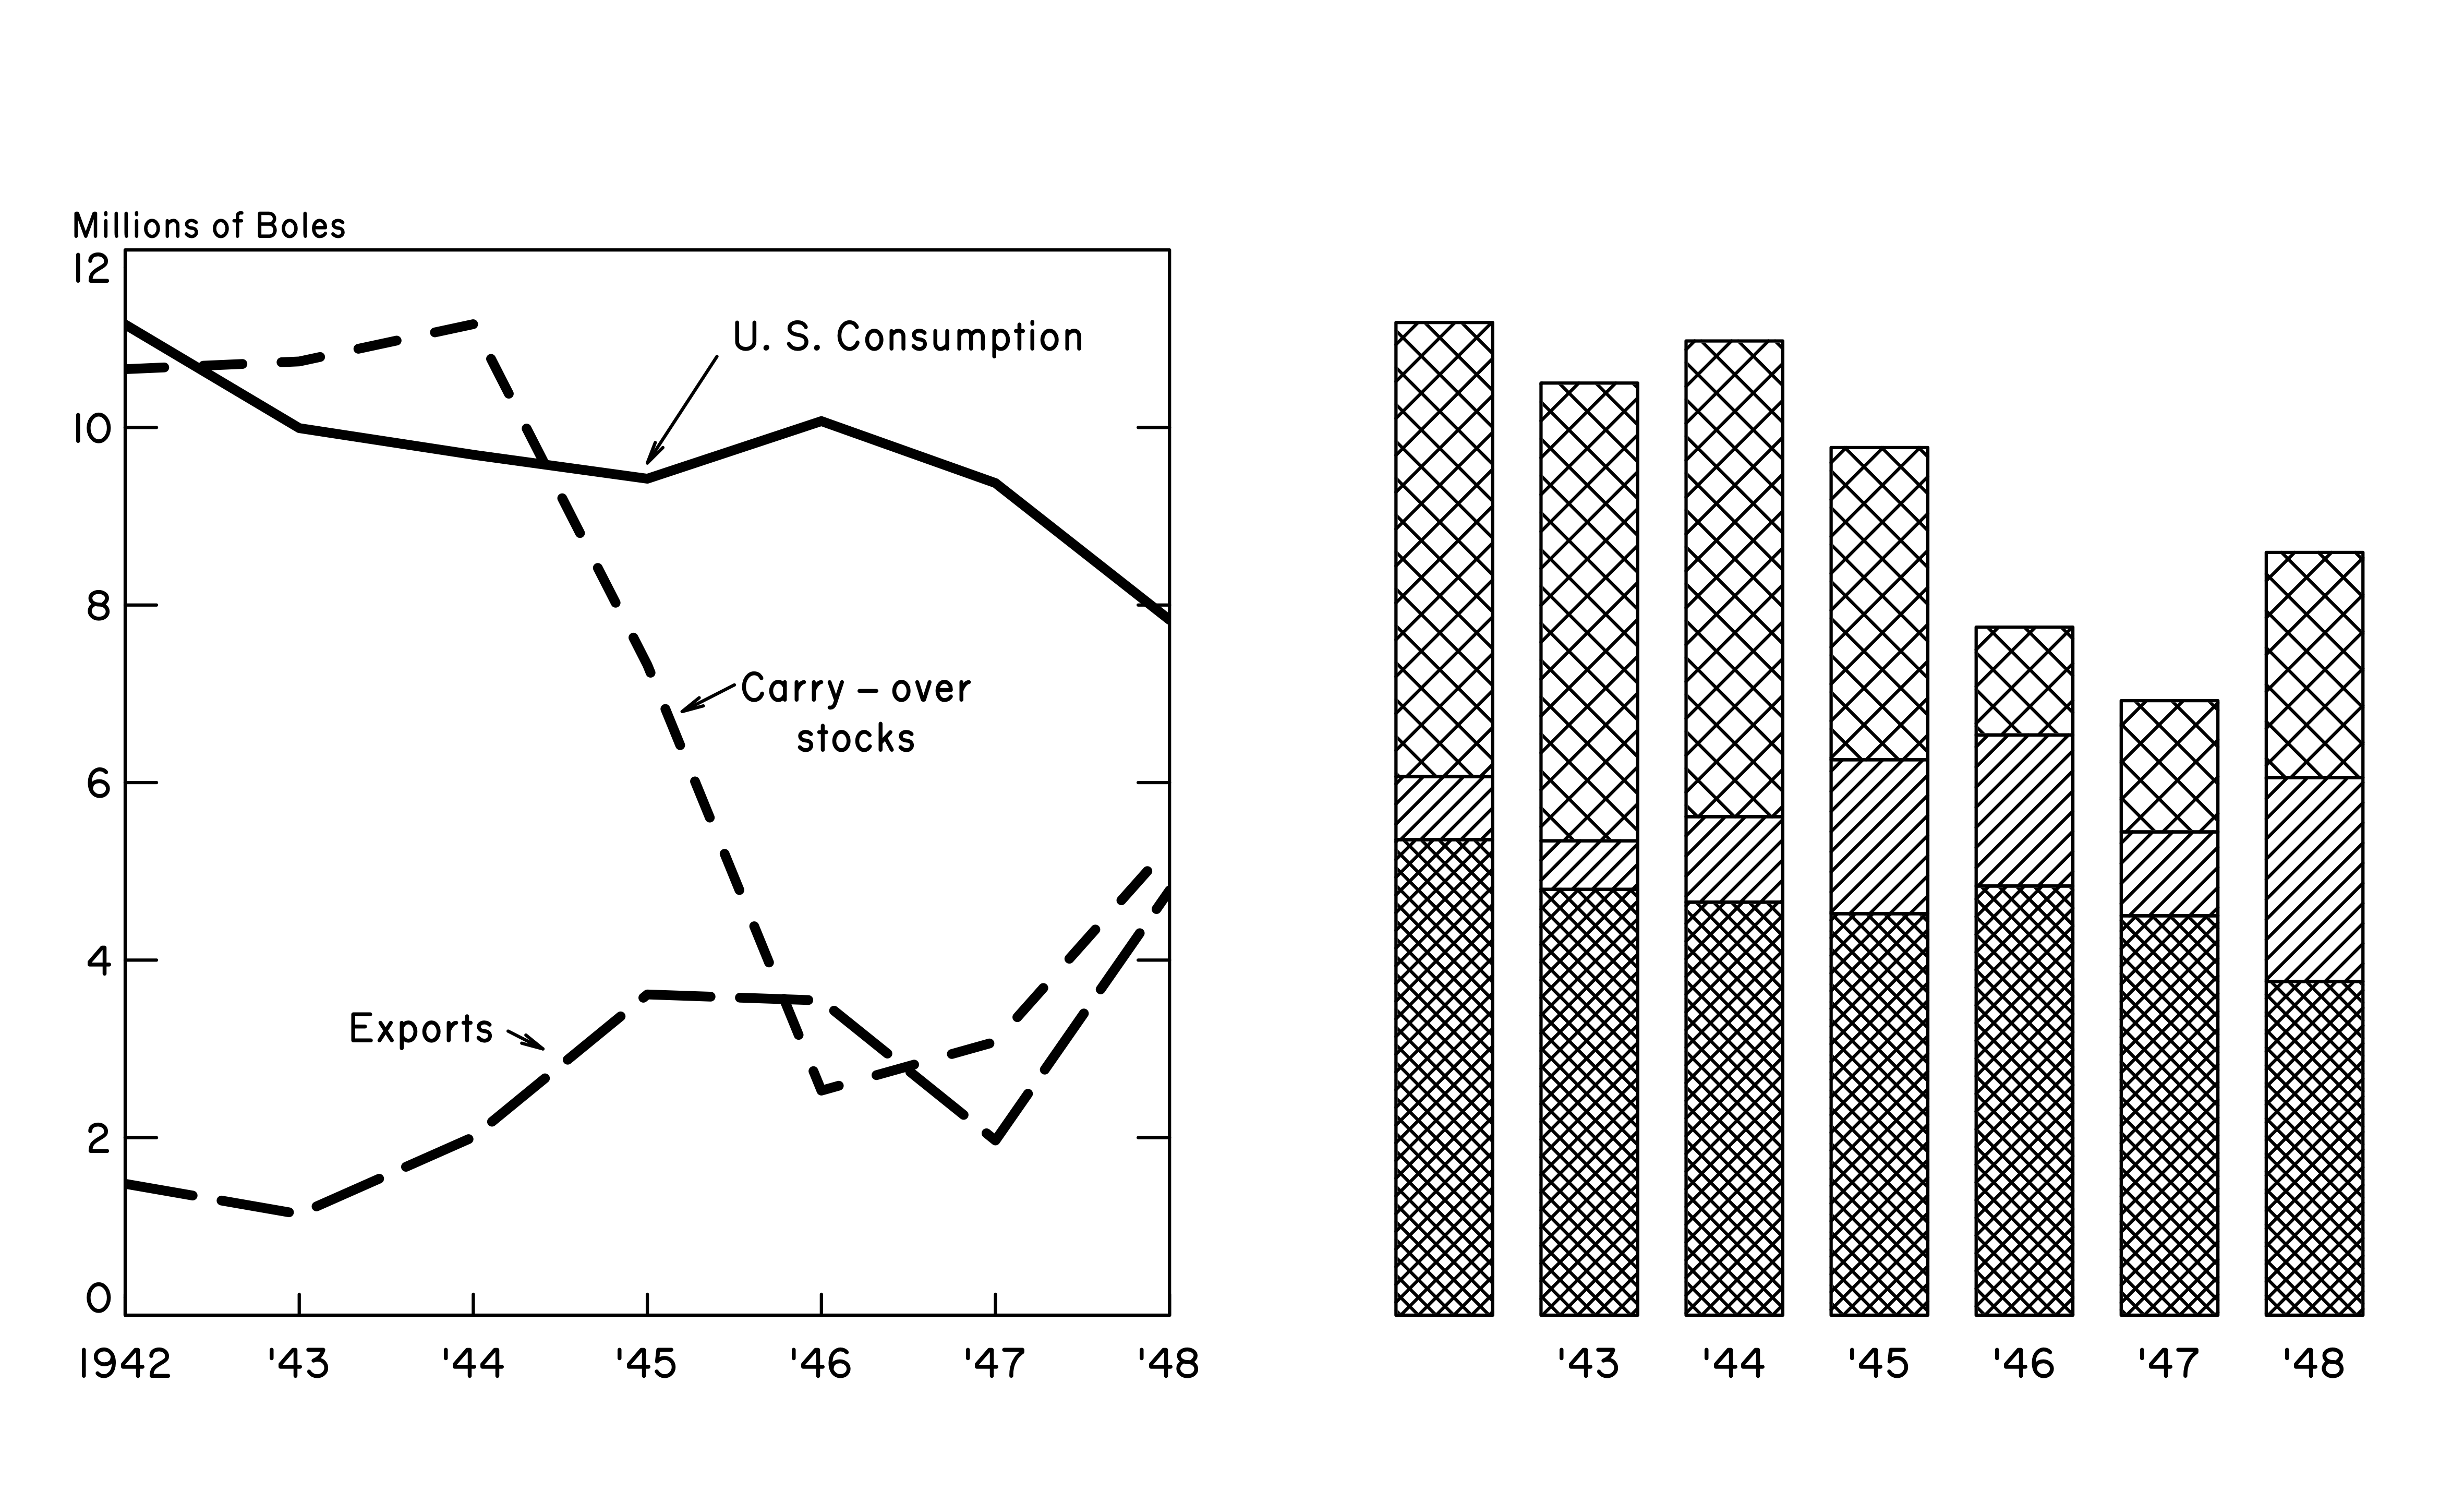 Millions of Boles
12
U. S. Consumption
10
8
Carry-over
stocks
6
4
Exports
2
0
1942 '43 '44 '45 '46 '47 '48 '43 '44 '45 '46 '47 '48